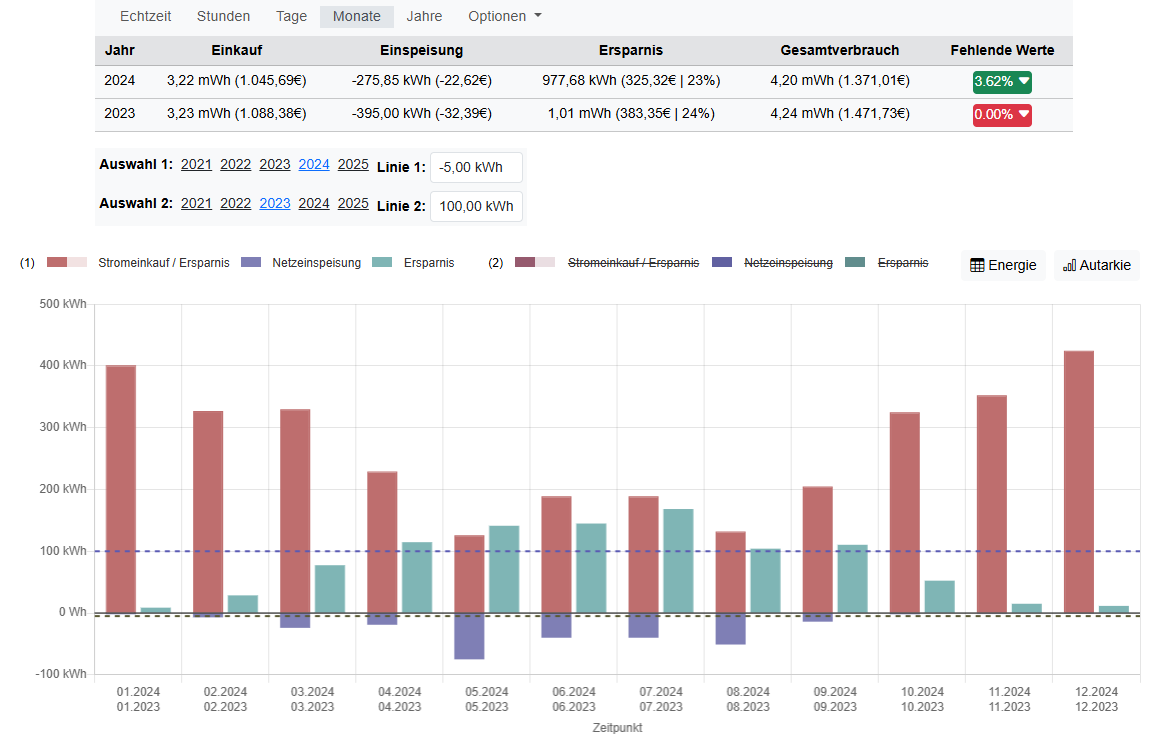 Echtzeit Stunden Tage Monate Jahre Optionen
Jahr Einkauf Einspeisung Ersparnis Gesamtverbrauch Fehlende Werte
2024 3,22 mWh (1.045,69€) -275,85 kWh (-22,62€) 977,68 kWh (325,32€ | 23%) 4,20 mWh (1.371,01€) 3.62%
2023 3,23 mWh (1.088,38€) -395,00 kWh (-32,39€) 1,01 mWh (383,35€ | 24%) 4,24 mWh (1.471,73€) 0.00%
Auswahl 1: 2021 2022 2023 2024 2025 Linie 1: -5,00 kWh
Auswahl 2: 2021 2022 2023 2024 2025 Linie 2: 100,00 kWh
(1) Stromeinkauf / Ersparnis Netzeinspeisung Ersparnis (2) Stromeinkauf / Ersparnis Netzeinspeisung Ersparnis Energie Autarkie
500 kWh
400 kWh
300 kWh
200 kWh
100 kWh
0 Wh
-100 kWh
01.2024 02.2024 03.2024 04.2024 05.2024 06.2024 07.2024 08.2024 09.2024 10.2024 11.2024 12.2024
01.2023 02.2023 03.2023 04.2023 05.2023 06.2023 07.2023 08.2023 09.2023 10.2023 11.2023 12.2023
Zeitpunkt